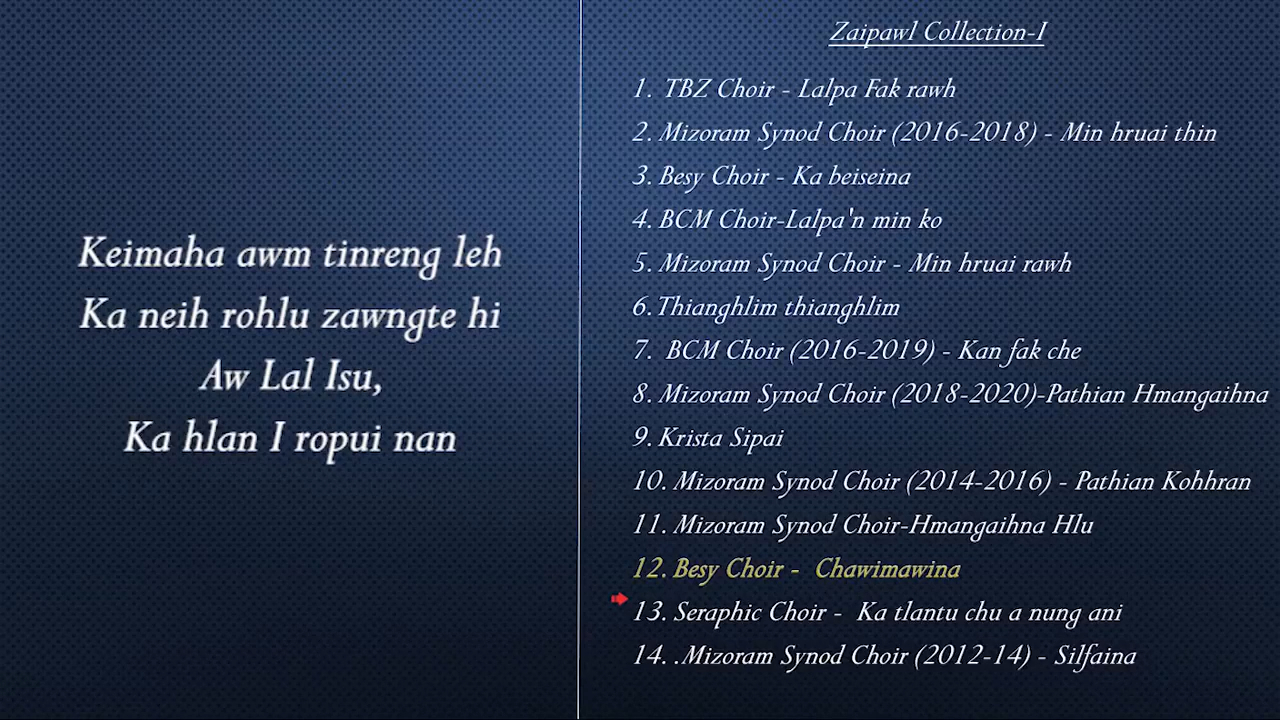 Keimaha awm tinreng leh
Ka neih rohlu zawngte hi
Aw Lal Isu,
Ka hlan I ropui nan
Zaipawl Collection-I
1. TBZ Choir - Lalpa Fak rawh
2. Mizoram Synod Choir (2016-2018) - Min hruai thin
3. Besy Choir - Ka beiseina
4. BCM Choir-Lalpa'n min ko
5. Mizoram Synod Choir - Min hruai rawh
6. Thianghlim thianghlim
7. BCM Choir (2016-2019) - Kan fak che
8. Mizoram Synod Choir (2018-2020)-Pathian Hmangaihna
9. Krista Sipai
10. Mizoram Synod Choir (2014-2016) - Pathian Kohhran
11. Mizoram Synod Choir-Hmangaihna Hlu
12. Besy Choir - Chawimawina
13. Seraphic Choir - Ka tlantu chu a nung ani
14. .Mizoram Synod Choir (2012-14) - Silfaina